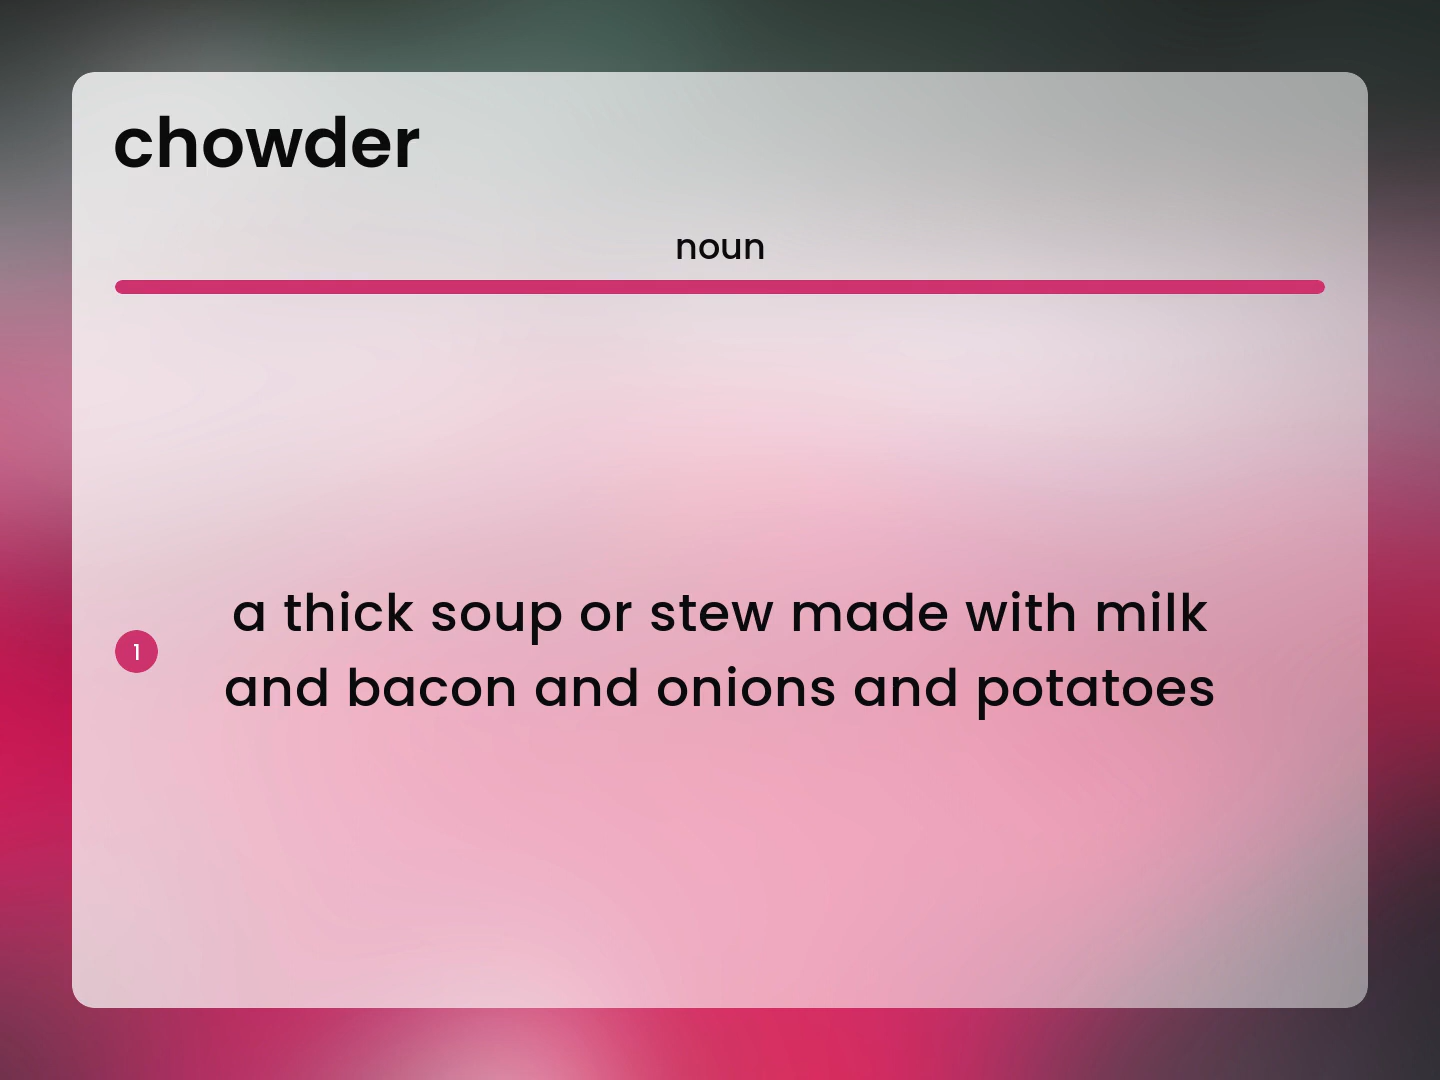 chowder
noun
1
a thick soup or stew made with milk
and bacon and onions and potatoes